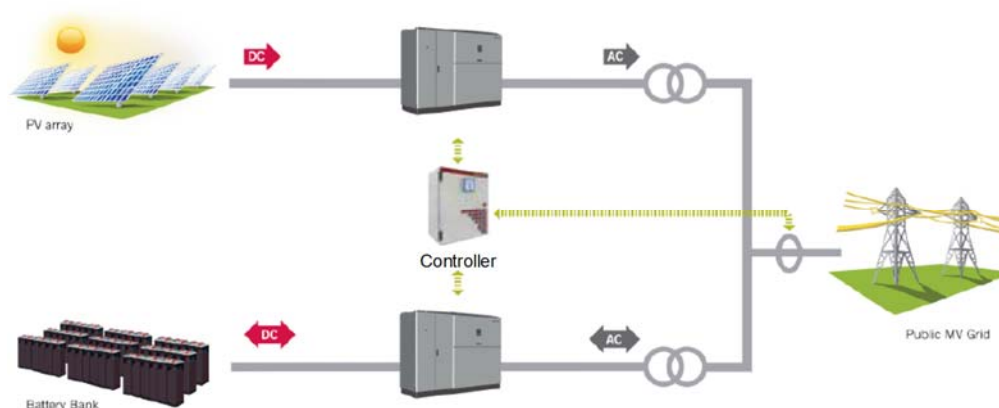 DC
AC
PV array
Controller
DC
AC
Public MV Grid
Battery Bank